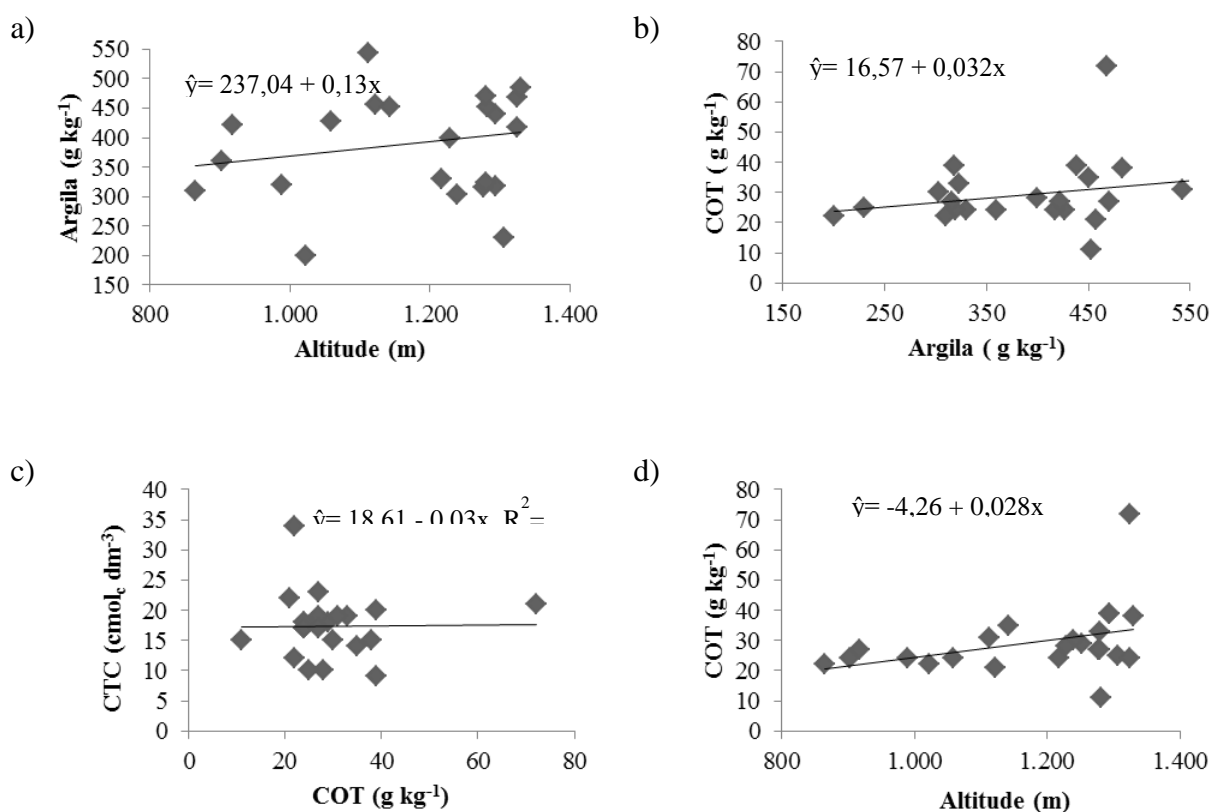 a)
550
500
450
400
350
300
250
200
150
ŷ= 237,04 + 0,13x
Argila (g kg⁻¹)
800 1.000 1.200 1.400
Altitude (m)
b)
80
70
60
50
40
30
20
10
0
ŷ= 16,57 + 0,032x
COT ( g kg⁻¹)
150 250 350 450 550
Argila ( g kg⁻¹)
c)
40
35
30
25
20
15
10
5
0
ŷ= 18,61 - 0,03x R²=
CTC (cmolc dm⁻³)
0 20 40 60 80
COT (g kg⁻¹)
d)
80
70
60
50
40
30
20
10
0
ŷ= -4,26 + 0,028x
COT (g kg⁻¹)
800 1.000 1.200 1.400
Altitude (m)